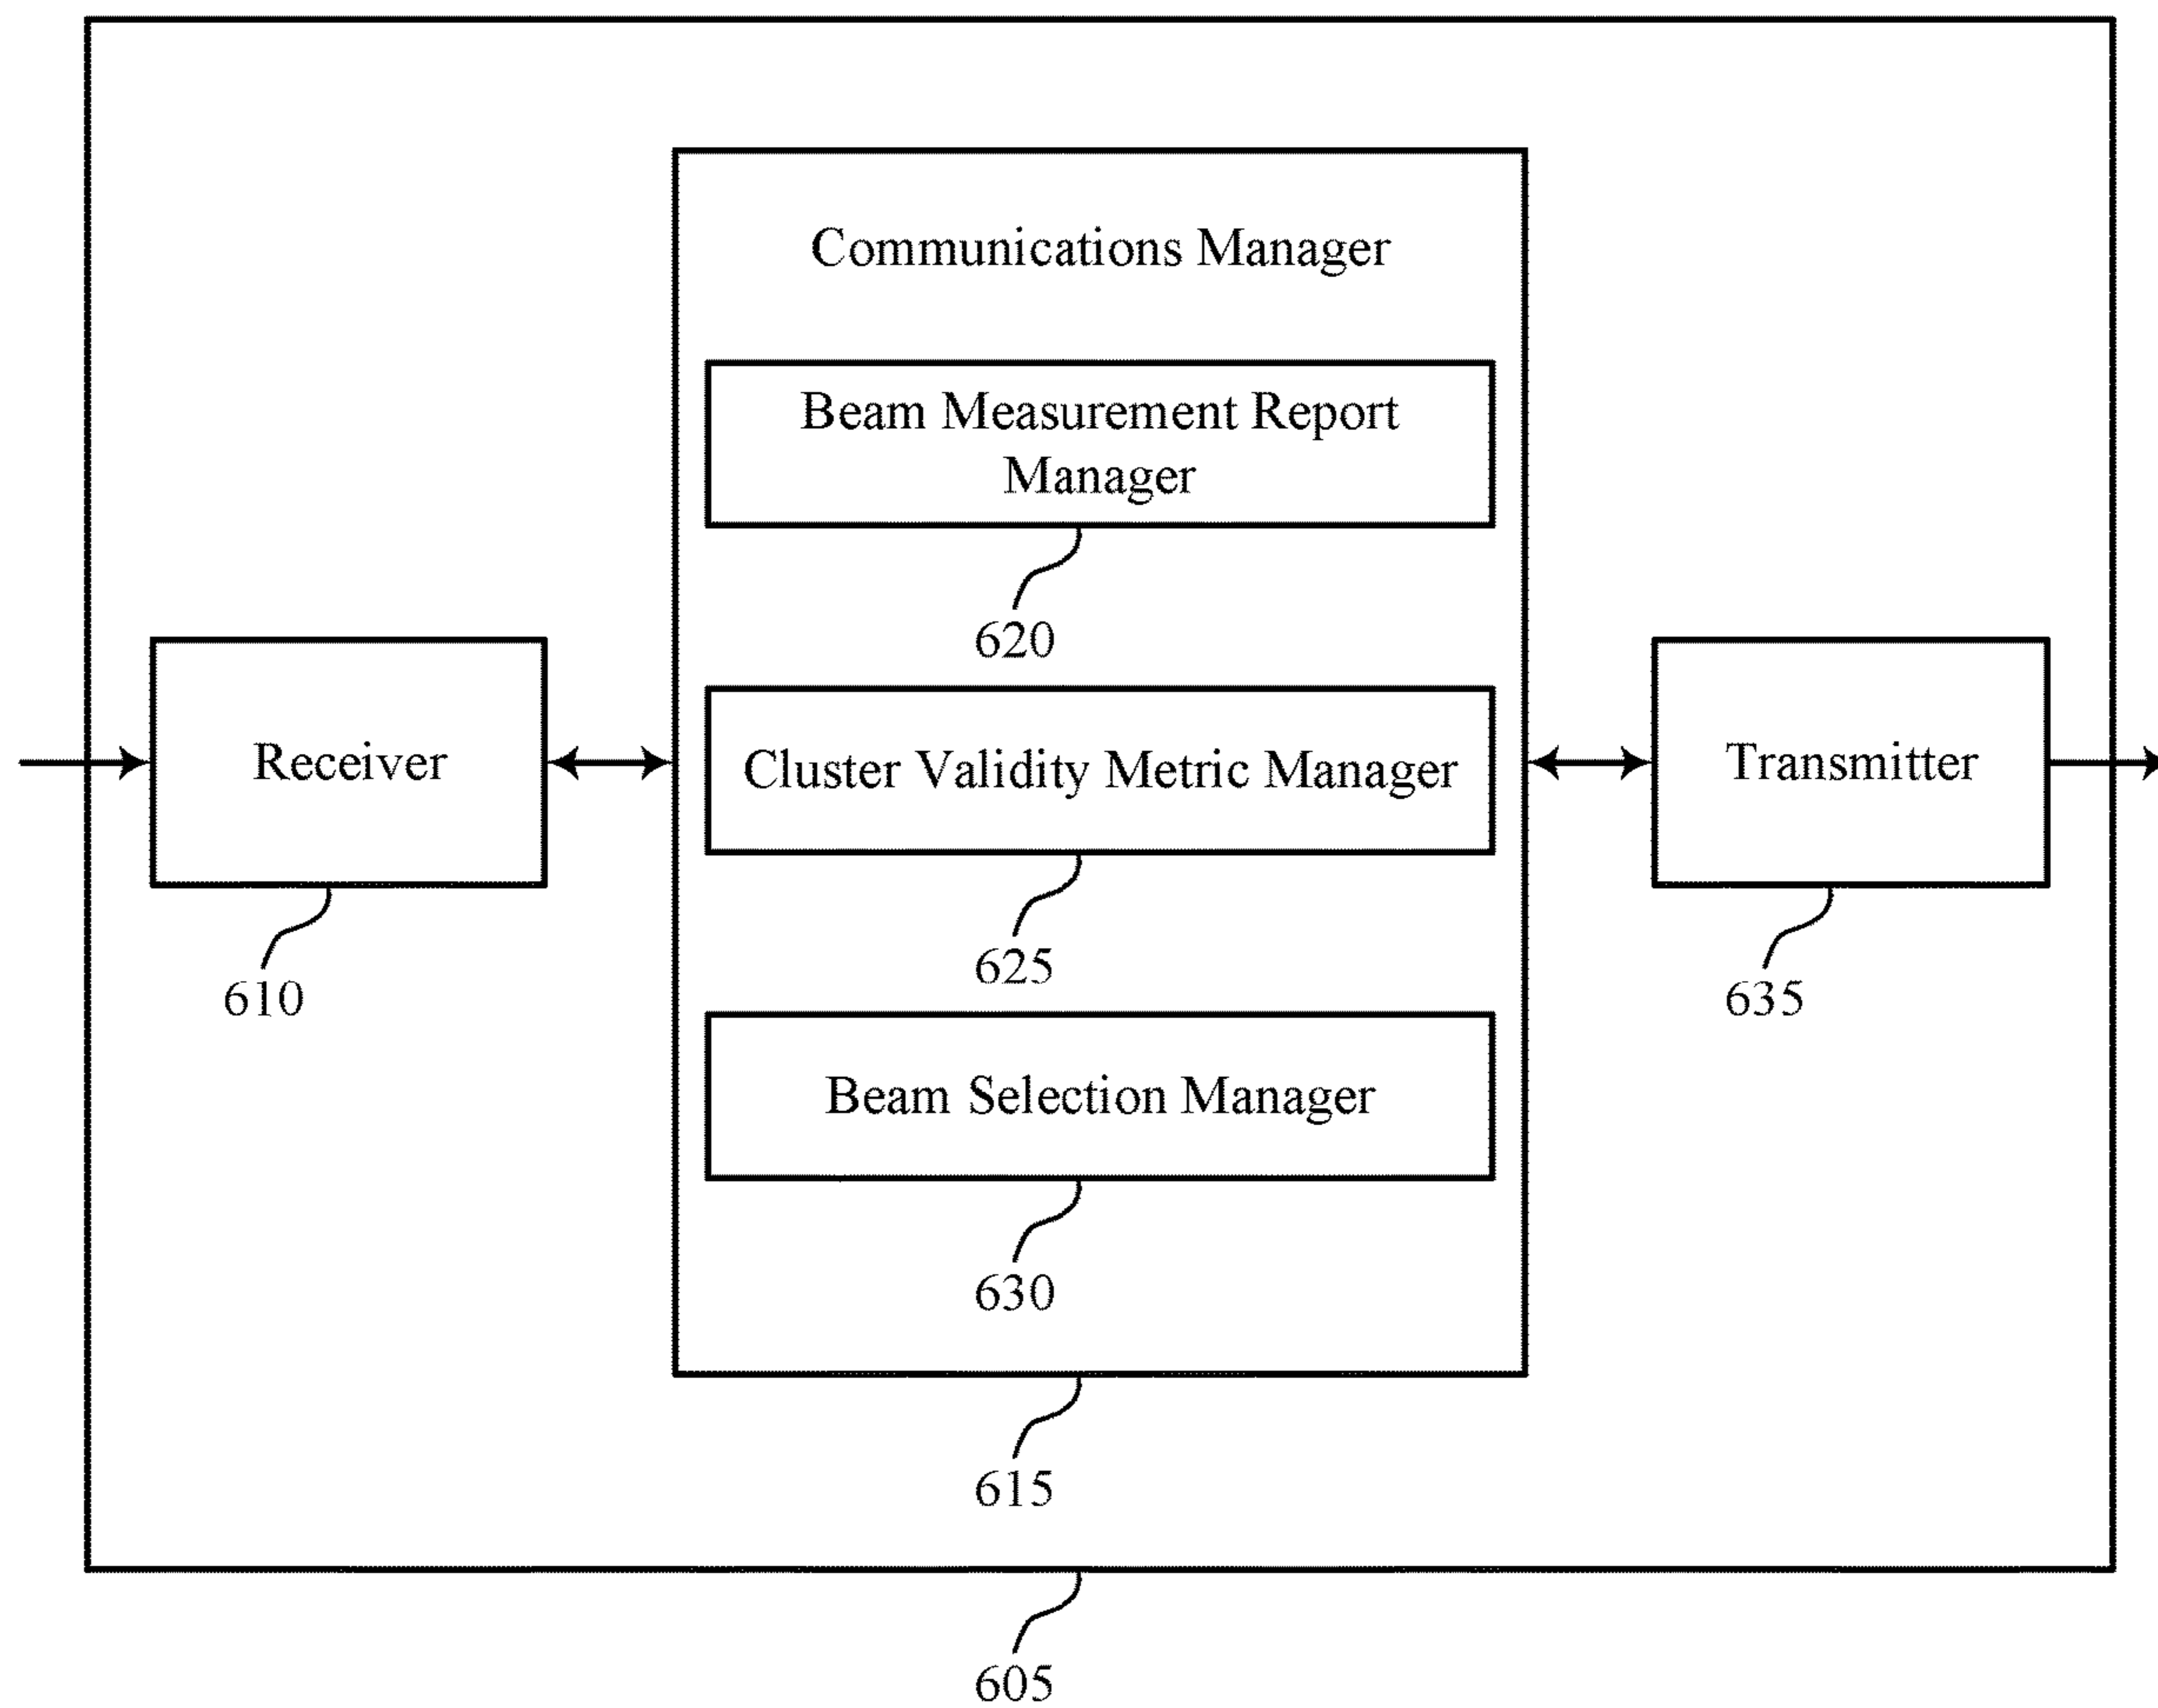 Communications Manager
Beam Measurement Report
Manager
620
Receiver
610
Cluster Validity Metric Manager
625
Transmitter
635
Beam Selection Manager
630
615
605